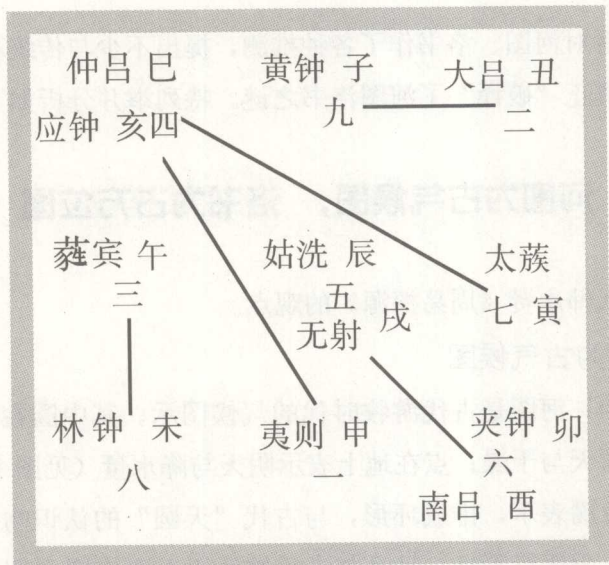 仲吕 巳 黄钟 子 大吕 丑
九 二
应钟 亥四
蕤宾 午 姑洗 辰 太蔟
三 五 七 寅
无射 戌
林钟 未 夷则 申 夹钟 卯
八 一 六
南吕 酉